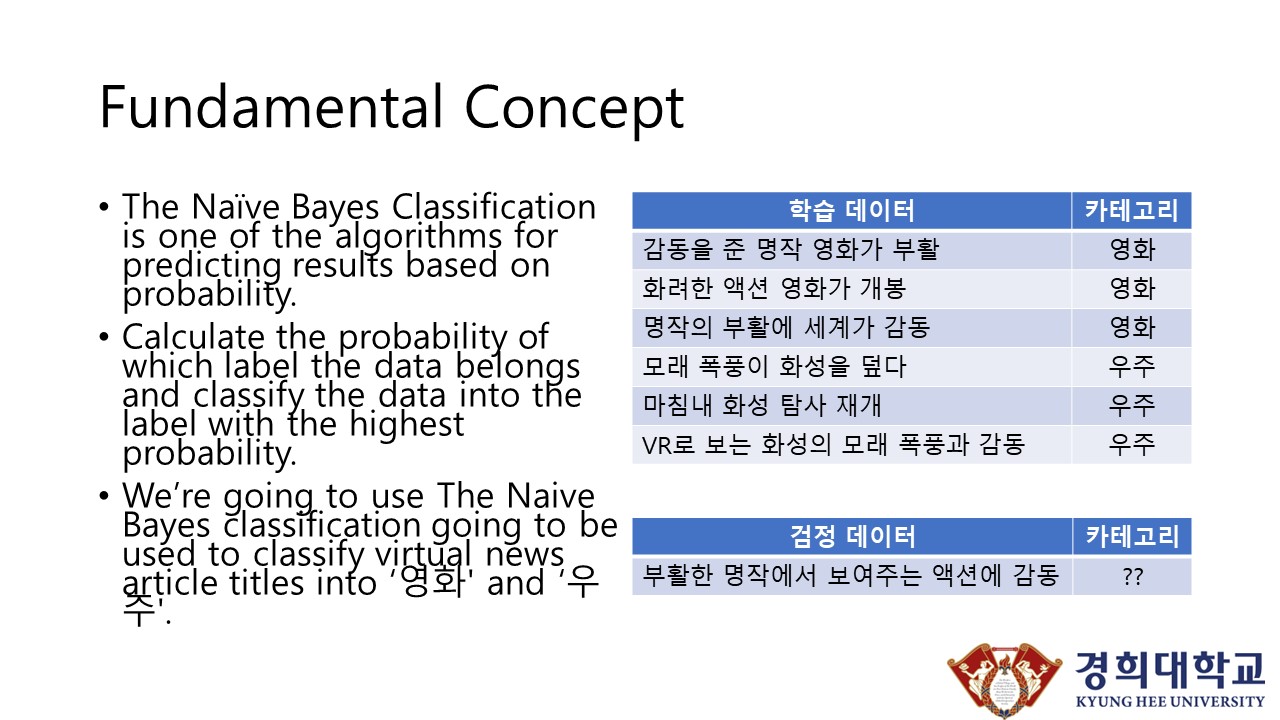 Fundamental Concept
• The Naïve Bayes Classification
is one of the algorithms for
predicting results based on
probability.
• Calculate the probability of
which label the data belongs
and classify the data into the
label with the highest
probability.
• We’re going to use The Naive
Bayes classification going to be
used to classify virtual news
article titles into ‘영화' and ‘우
주'.
학습 데이터 카테고리
감동을 준 명작 영화가 부활 영화
화려한 액션 영화가 개봉 영화
명작의 부활에 세계가 감동 영화
모래 폭풍이 화성을 덮다 우주
마침내 화성 탐사 재개 우주
VR로 보는 화성의 모래 폭풍과 감동 우주
검정 데이터 카테고리
부활한 명작에서 보여주는 액션에 감동 ??
경희대학교
KYUNG HEE UNIVERSITY